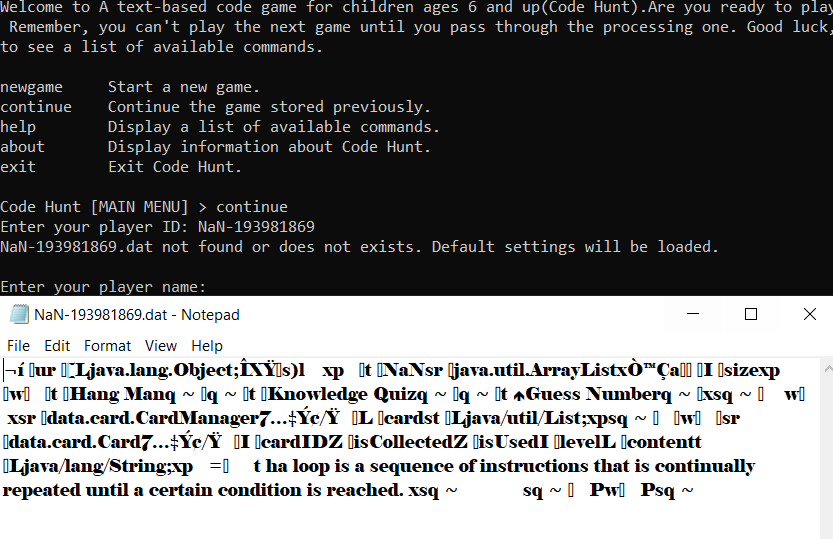 Welcome to A text-based code game for children ages 6 and up(Code Hunt).Are you ready to play
Remember, you can't play the next game until you pass through the processing one. Good luck,
to see a list of available commands.
newgame Start a new game.
continue Continue the game stored previously.
help Display a list of available commands.
about Display information about Code Hunt.
exit Exit Code Hunt.
Code Hunt [MAIN MENU] > continue
Enter your player ID: NaN-193981869
NaN-193981869.dat not found or does not exists. Default settings will be loaded.
Enter your player name:
NaN-193981869.dat - Notepad
File Edit Format View Help
¬í ur Ljava.lang.Object;ÎXŸs)l xp t NaNsr java.util.ArrayListxÒ™Ça I sizexp
w t Hang Manq ~ q ~ t Knowledge Quizq ~ q ~ t Guess Numberq ~ xsq ~ w
xsr data.card.CardManager7…‡Ý¢/Ÿ L cardst Ljava/util/List;xpsq ~ w sr
data.card.Card7…‡Ý¢/Ÿ I cardIDZ isCollectedZ isUsedI levelL contentt
Ljava/lang/String;xp = t ha loop is a sequence of instructions that is continually
repeated until a certain condition is reached. xsq ~ sq ~ Pw Psq ~